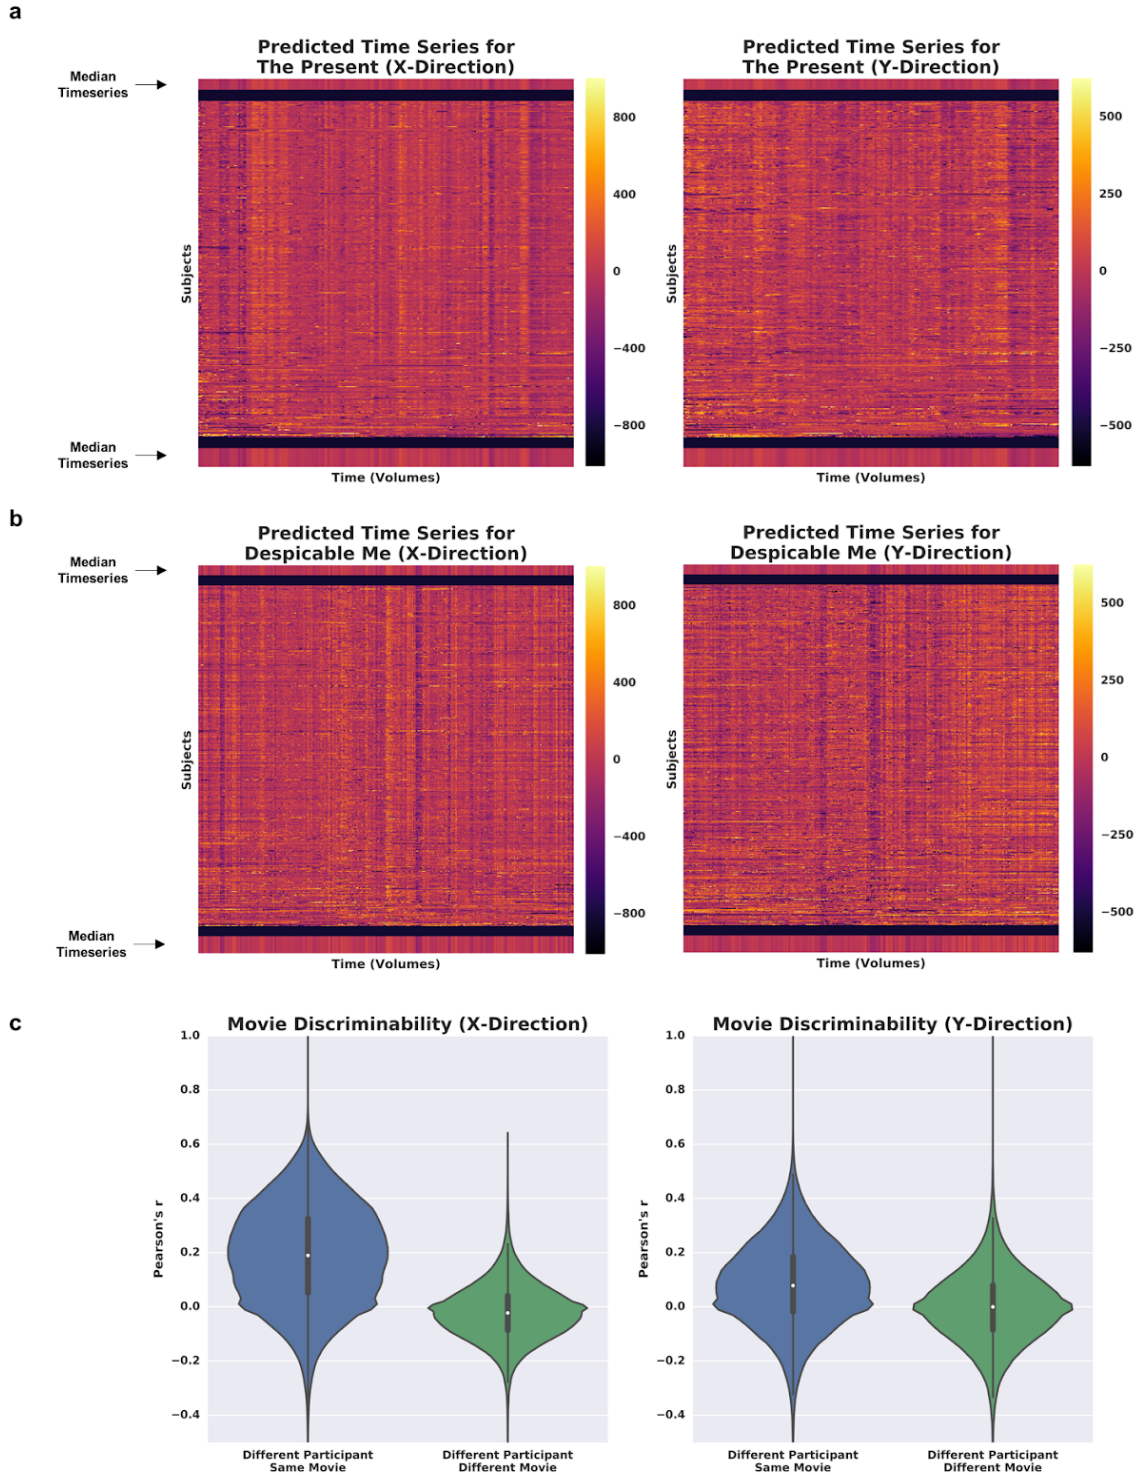 a
Predicted Time Series for
The Present (X-Direction)
Predicted Time Series for
The Present (Y-Direction)
Median
Timeseries
800
400
0
−400
−800
500
250
0
−250
−500
Subjects
Subjects
Median
Timeseries
Time (Volumes)
Time (Volumes)
b
Predicted Time Series for
Despicable Me (X-Direction)
Predicted Time Series for
Despicable Me (Y-Direction)
Median
Timeseries
800
400
0
−400
−800
500
250
0
−250
−500
Subjects
Subjects
Median
Timeseries
Time (Volumes)
Time (Volumes)
c
Movie Discriminability (X-Direction)
Movie Discriminability (Y-Direction)
1.0
0.8
0.6
0.4
0.2
0.0
−0.2
−0.4
Pearson's r
1.0
0.8
0.6
0.4
0.2
0.0
−0.2
−0.4
Pearson's r
Different Participant
Same Movie
Different Participant
Different Movie
Different Participant
Same Movie
Different Participant
Different Movie